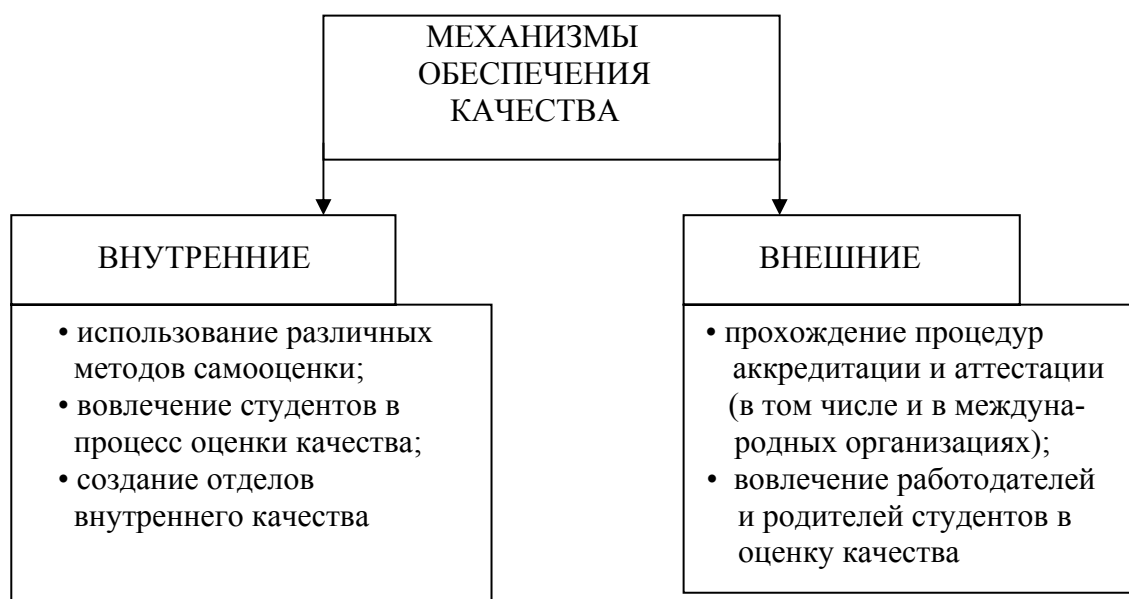 МЕХАНИЗМЫ
ОБЕСПЕЧЕНИЯ
КАЧЕСТВА
ВНУТРЕННИЕ
• использование различных
методов самооценки;
• вовлечение студентов в
процесс оценки качества;
• создание отделов
внутреннего качества
ВНЕШНИЕ
• прохождение процедур
аккредитации и аттестации
(в том числе и в междуна-
родных организациях);
• вовлечение работодателей
и родителей студентов в
оценку качества